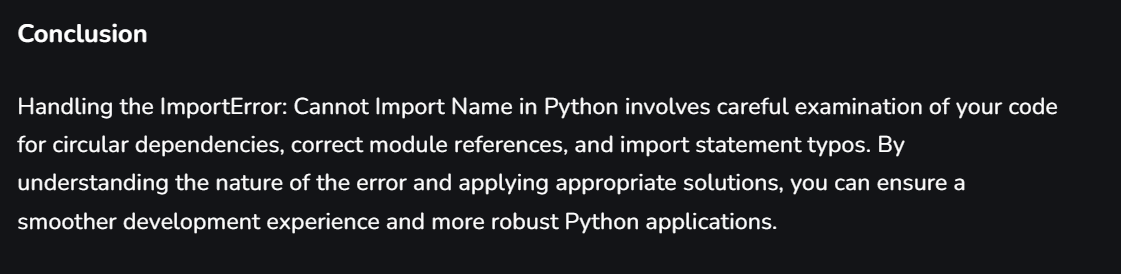 Conclusion
Handling the ImportError: Cannot Import Name in Python involves careful examination of your code
for circular dependencies, correct module references, and import statement typos. By
understanding the nature of the error and applying appropriate solutions, you can ensure a
smoother development experience and more robust Python applications.